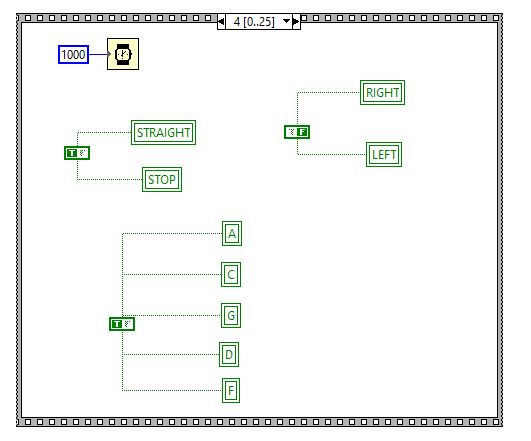 4 [0..25]
1000
RIGHT
T F
STRAIGHT
T F
LEFT
STOP
A
C
G
T F
D
F